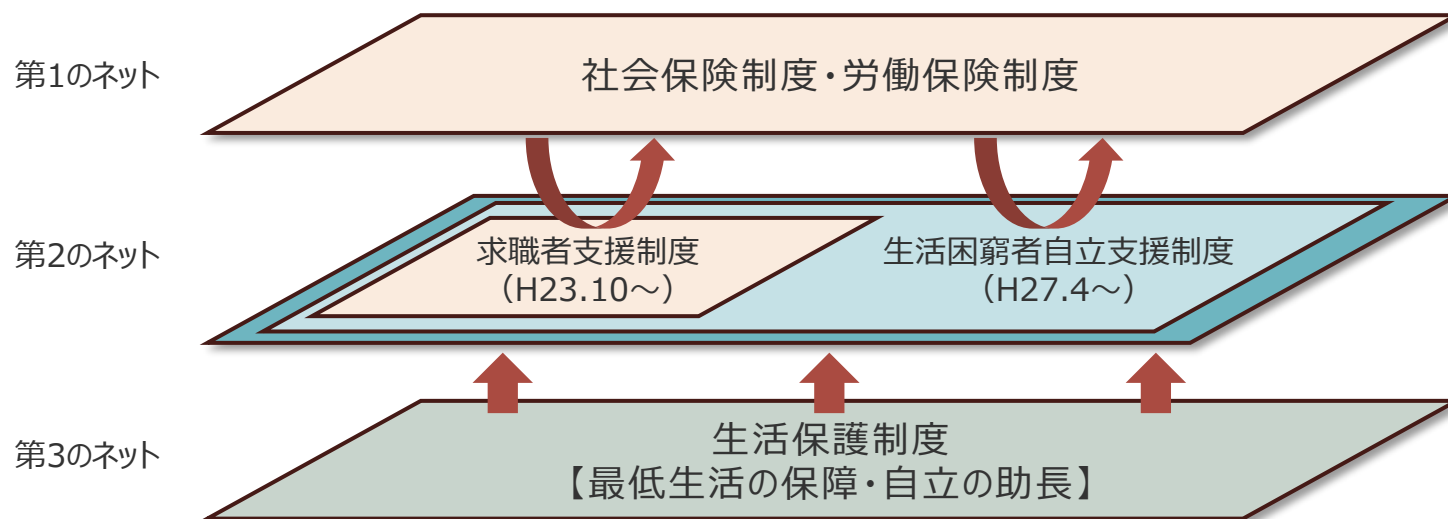 第1のネット
社会保険制度・労働保険制度
第2のネット
求職者支援制度
（H23.10～）
生活困窮者自立支援制度
（H27.4～）
第3のネット
生活保護制度
【最低生活の保障・自立の助長】